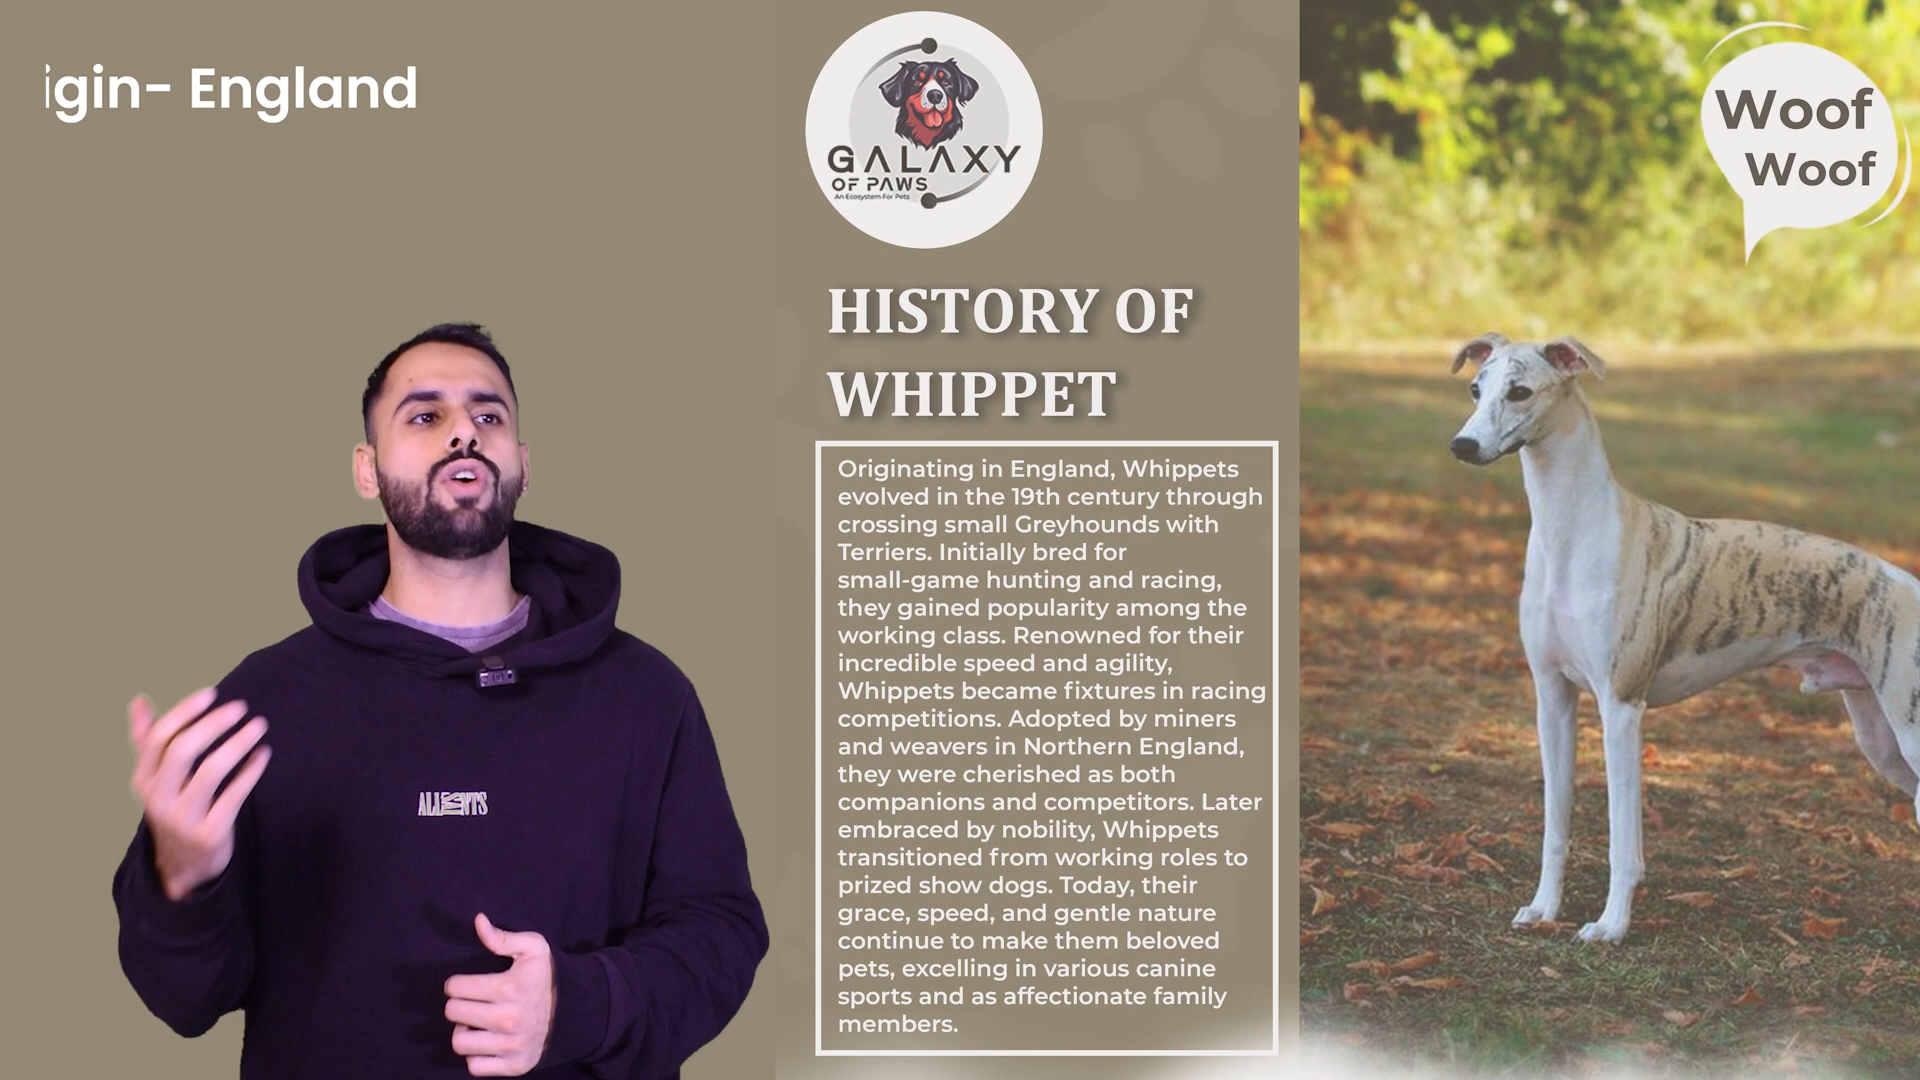 igin- England
GALAXY
OF PAWS
An Ecosystem For Pets
Woof
Woof
HISTORY OF
WHIPPET
Originating in England, Whippets
evolved in the 19th century through
crossing small Greyhounds with
Terriers. Initially bred for
small-game hunting and racing,
they gained popularity among the
working class. Renowned for their
incredible speed and agility,
Whippets became fixtures in racing
competitions. Adopted by miners
and weavers in Northern England,
they were cherished as both
companions and competitors. Later
embraced by nobility, Whippets
transitioned from working roles to
prized show dogs. Today, their
grace, speed, and gentle nature
continue to make them beloved
pets, excelling in various canine
sports and as affectionate family
members.